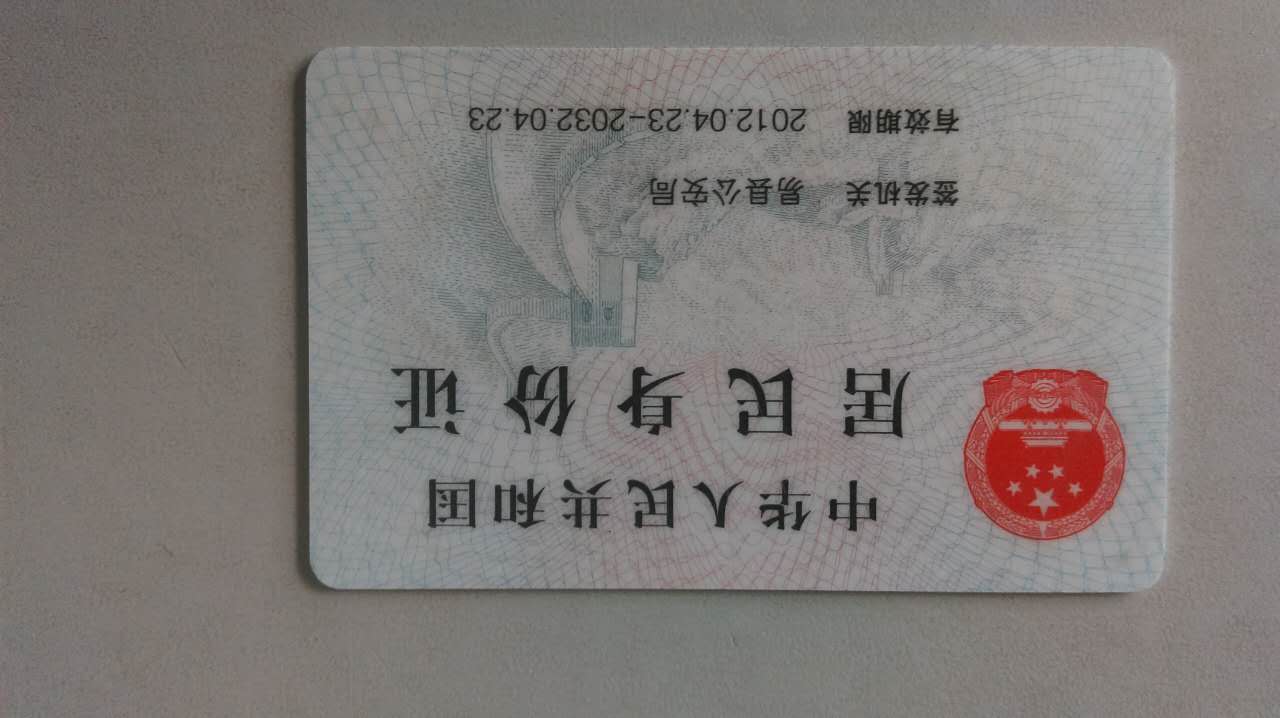 中华人民共和国
居民身份证
签发机关 易县公安局
有效期限 2012.04.23-2032.04.23